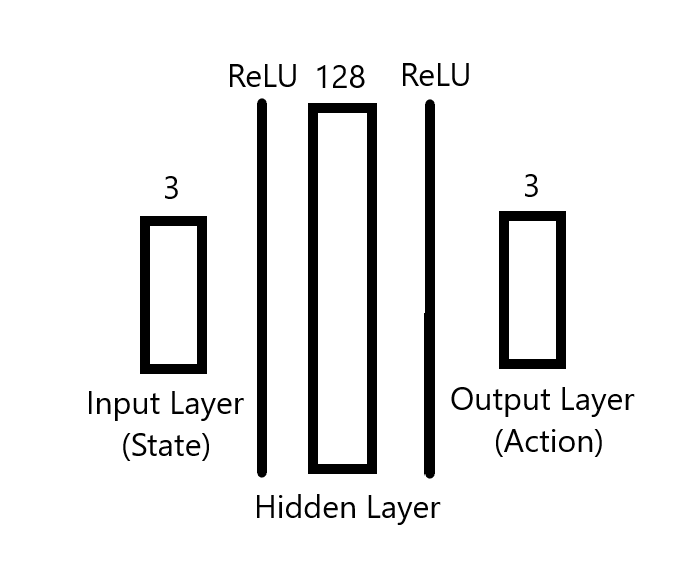 ReLU 128 ReLU
3
3
Input Layer
(State)
Output Layer
(Action)
Hidden Layer